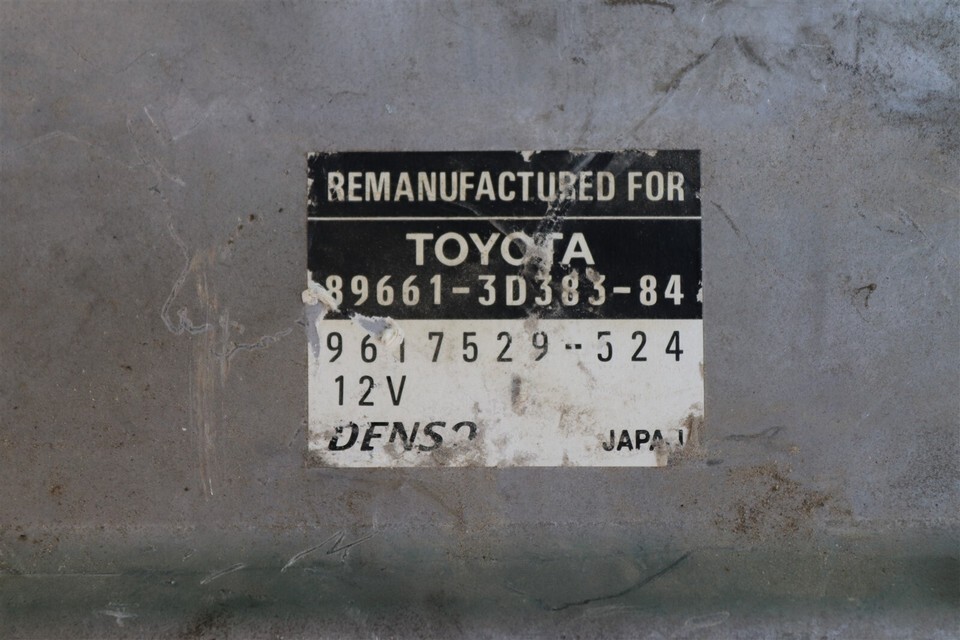 REMANUFACTURED FOR
TOYOTA
89661-3D383-84
9617529-524
12V
DENSO
JAPAN